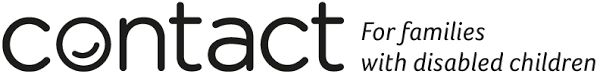 contact
For families
with disabled children